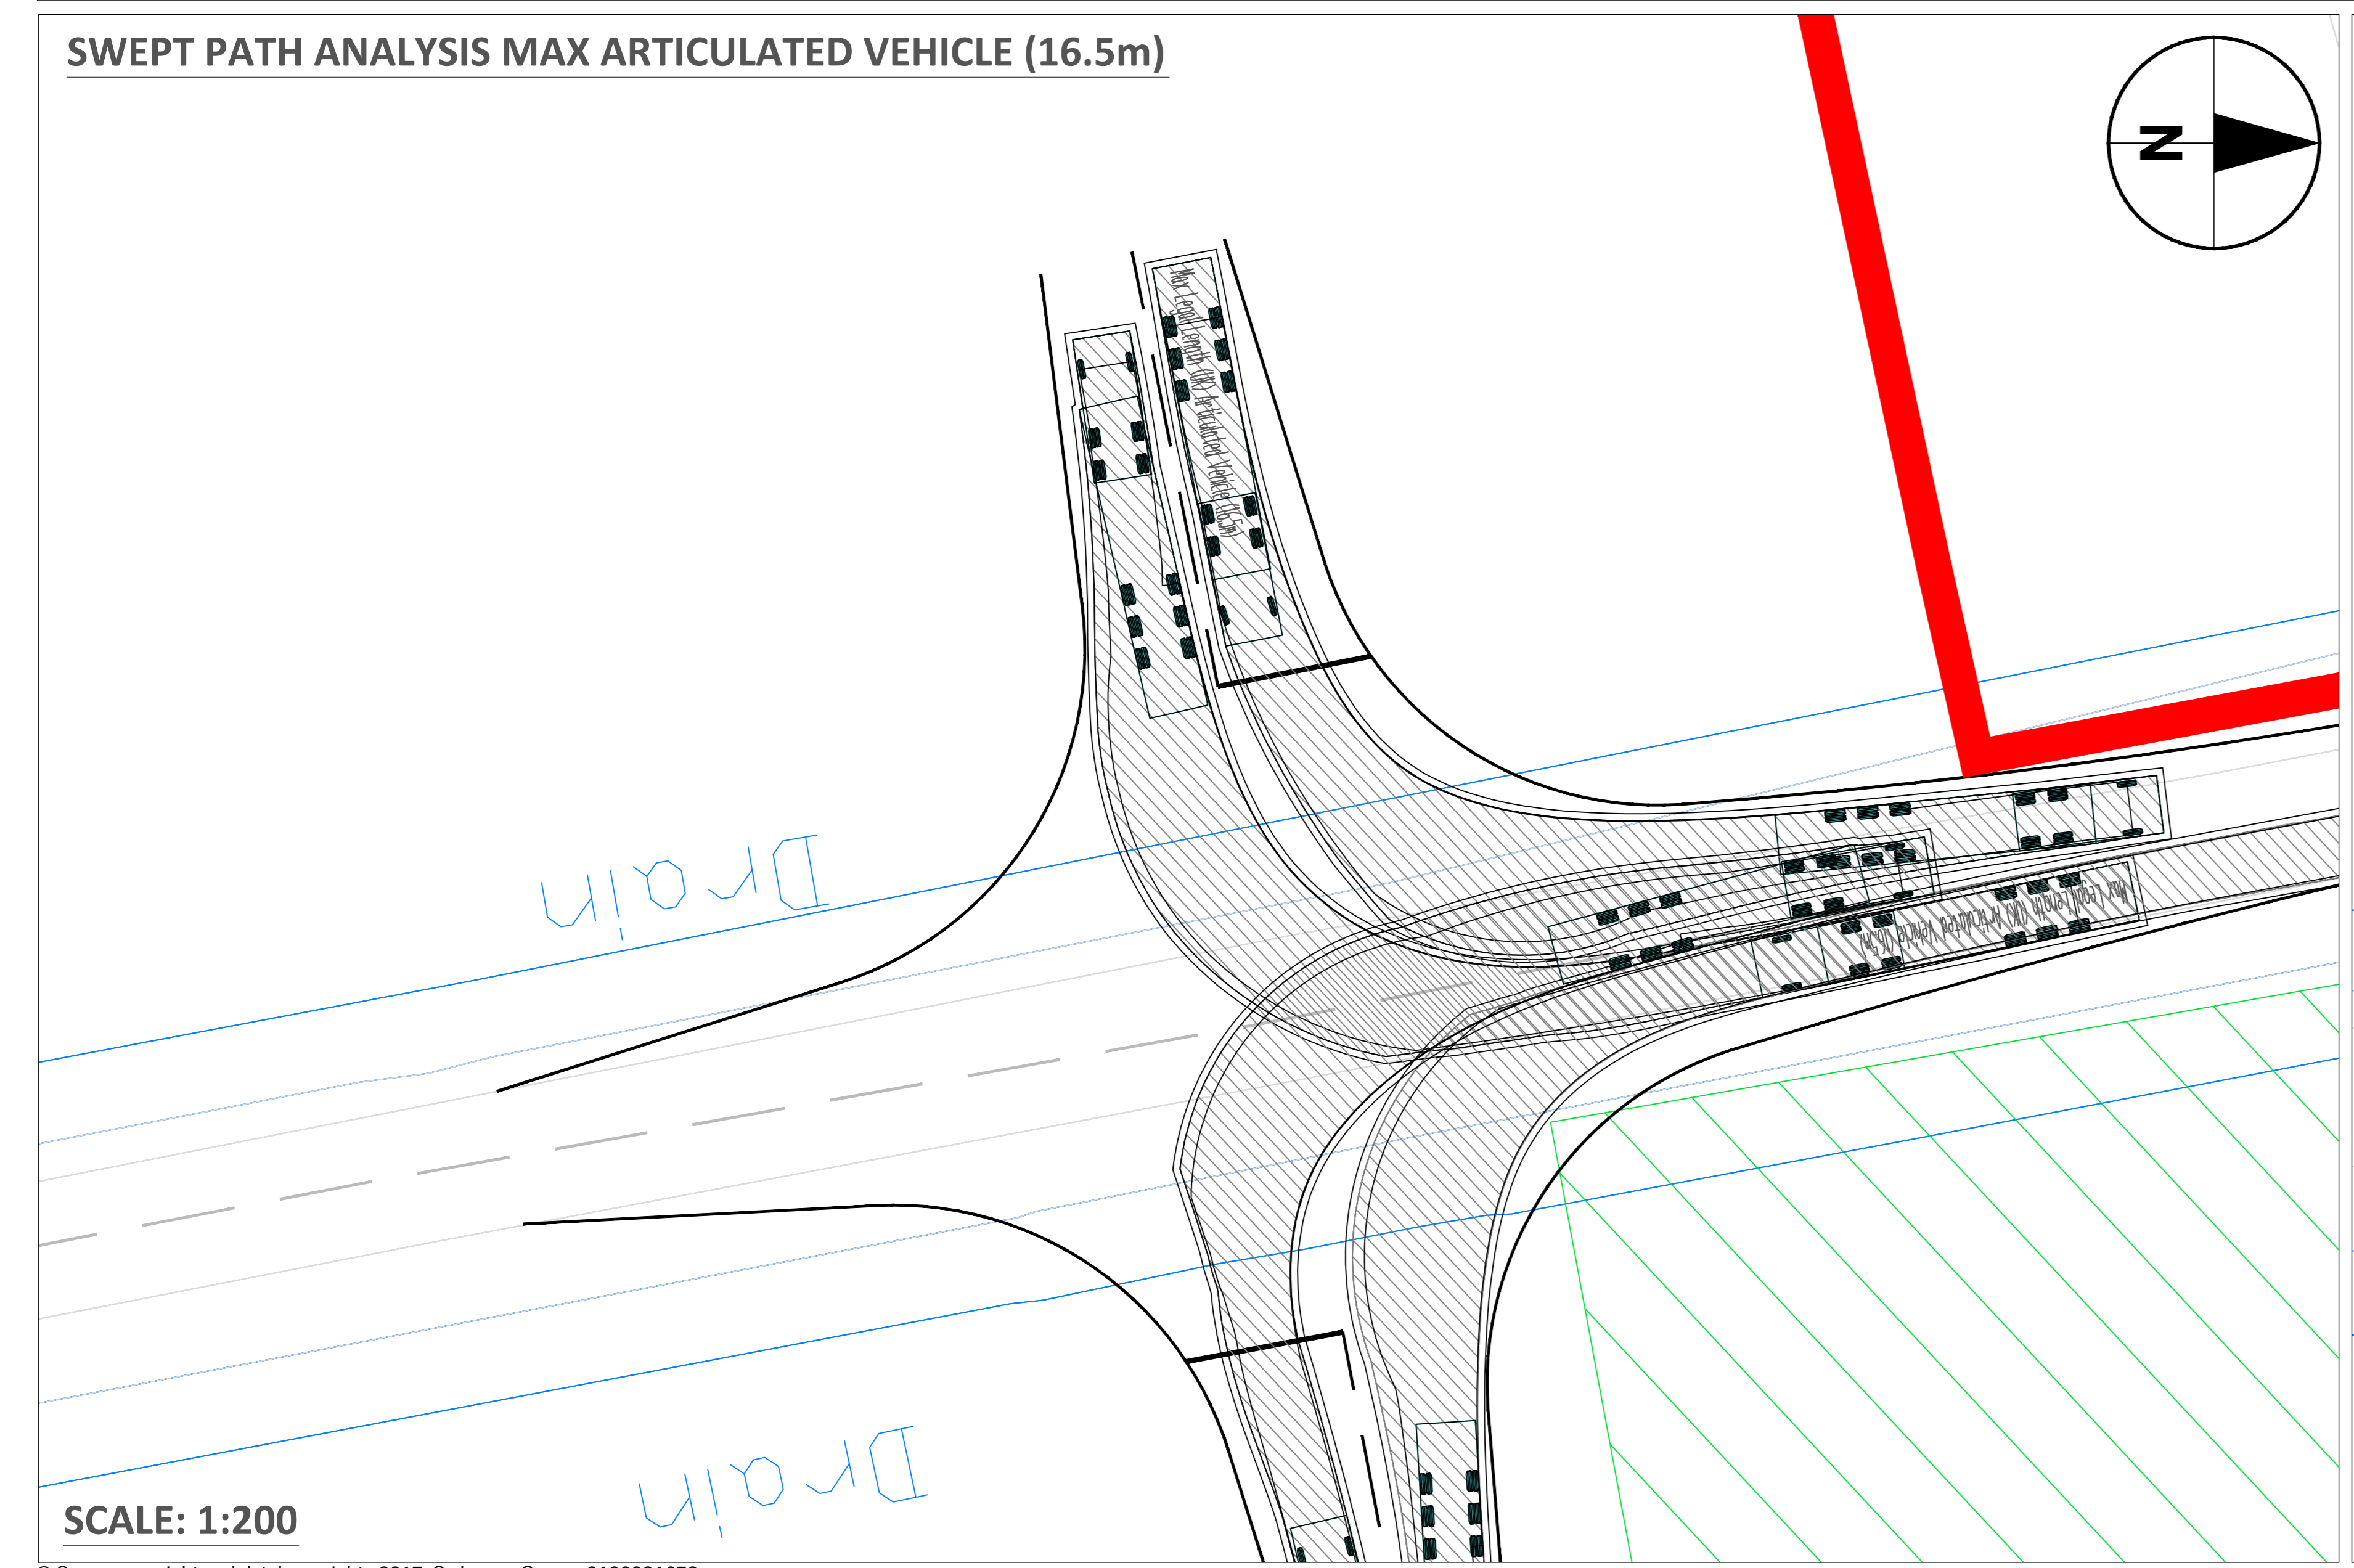 SWEPT PATH ANALYSIS MAX ARTICULATED VEHICLE (16.5m)
N
Max Legal Length (UK) Articulated Vehicle (16.5m)
Drain
Max Legal Length (UK) Articulated Vehicle (16.5m)
Drain
SCALE: 1:200